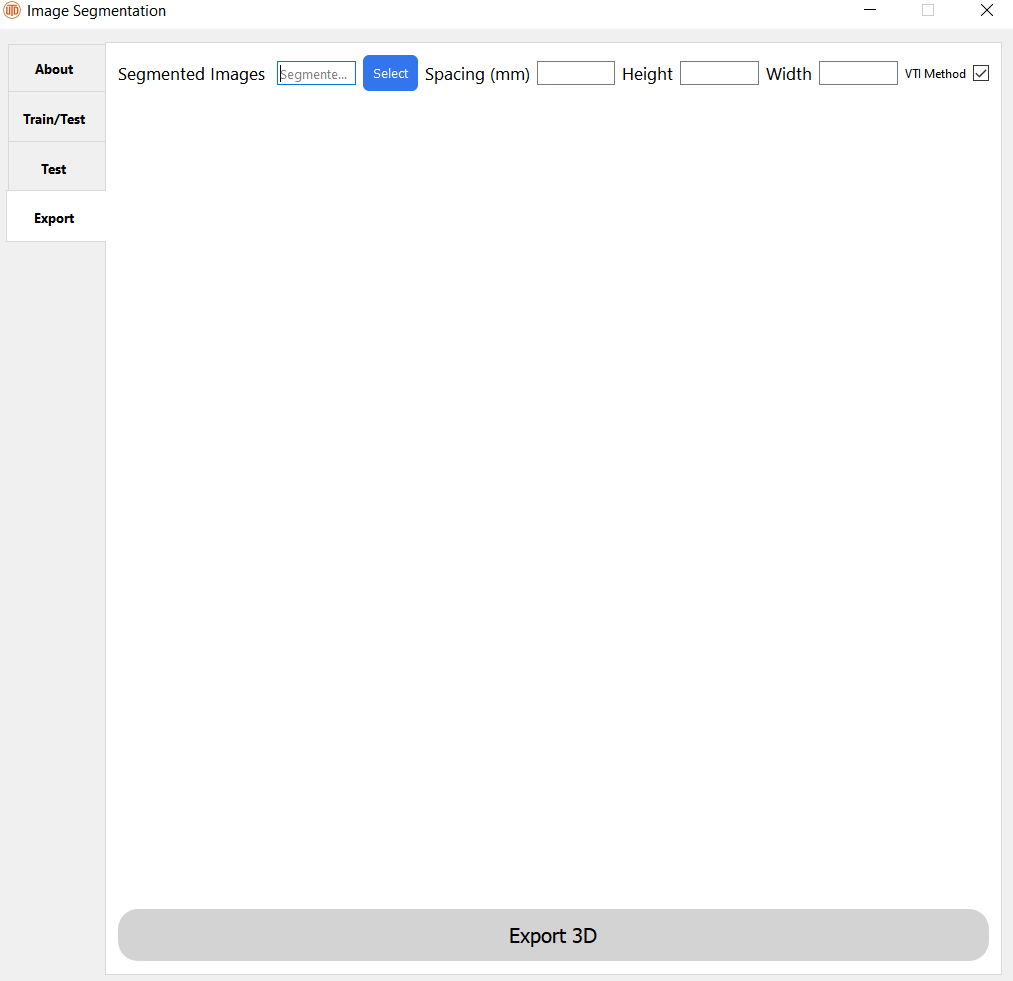 UTD Image Segmentation
About
Train/Test
Test
Export
Segmented Images Segmente... Select Spacing (mm) Height Width VTI Method
Export 3D